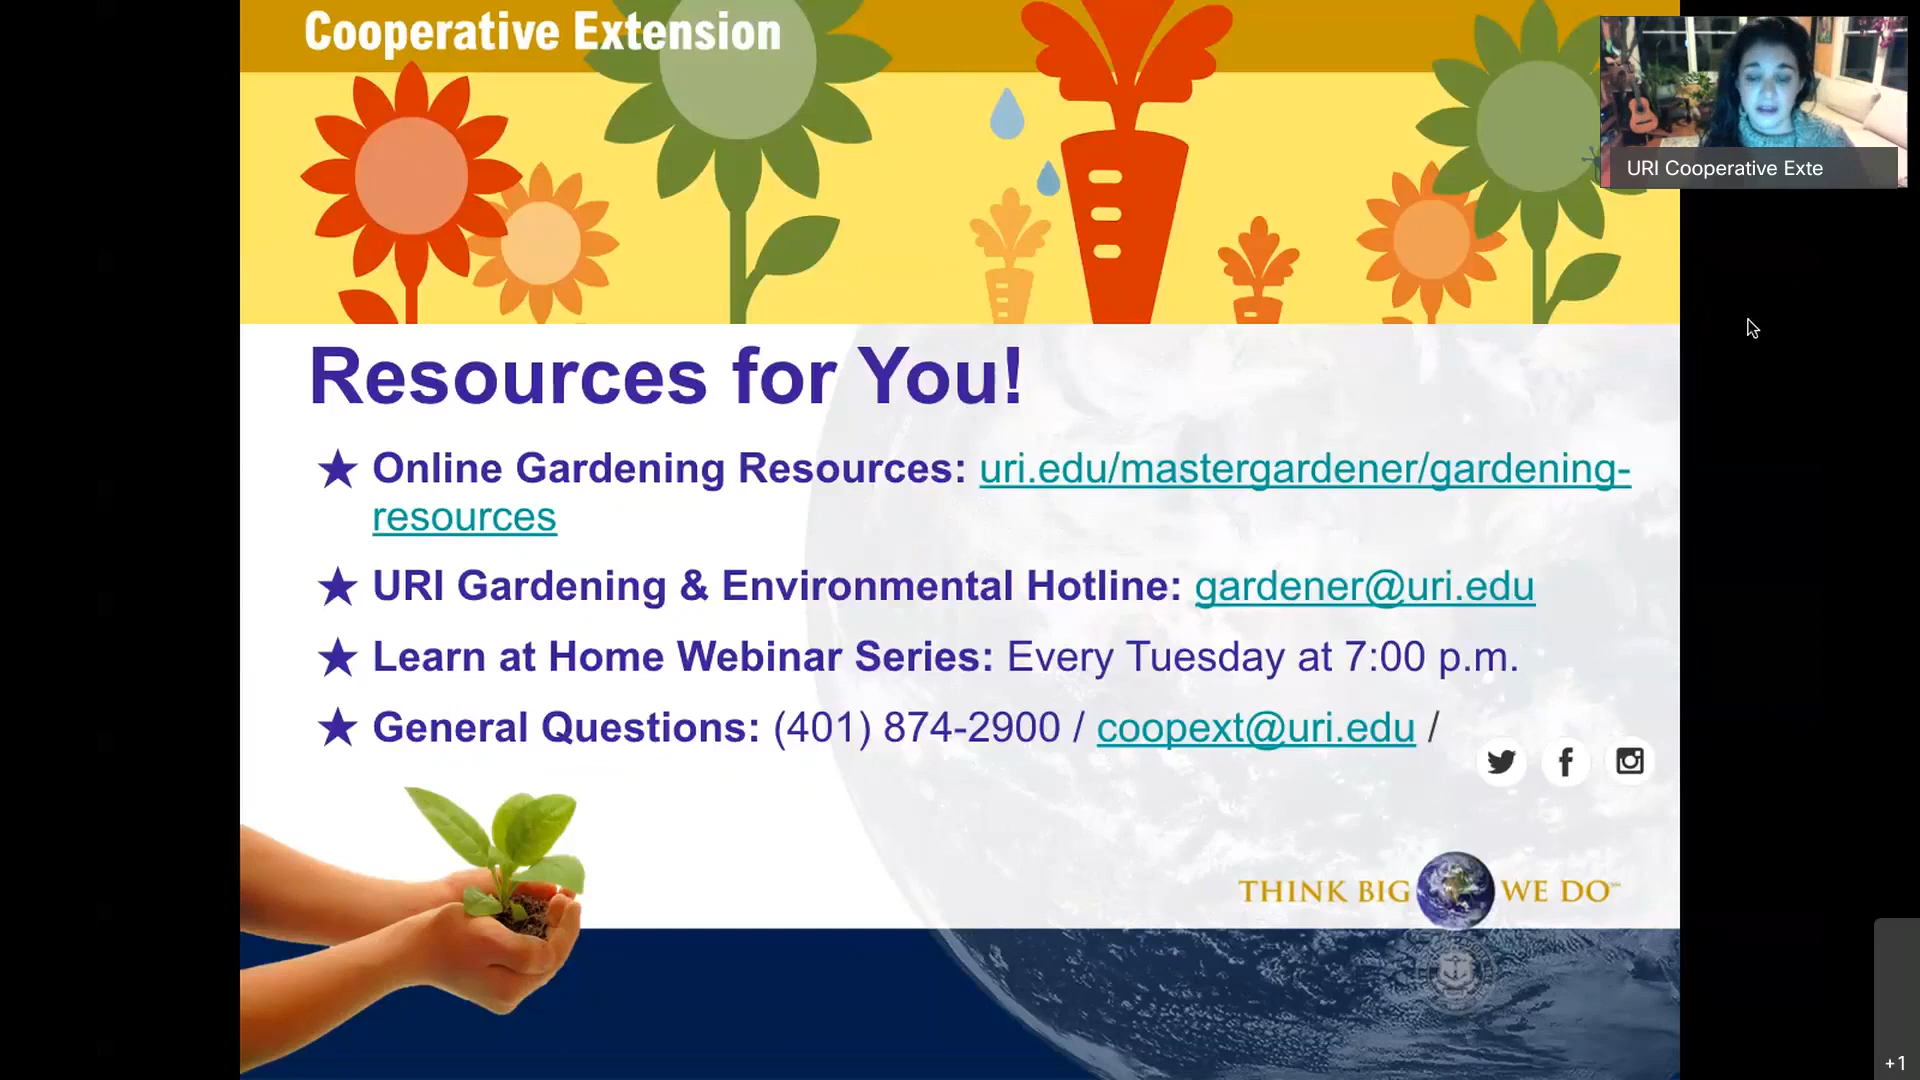 Cooperative Extension
URI Cooperative Exte
Resources for You!
★ Online Gardening Resources: uri.edu/mastergardener/gardening-
resources
★ URI Gardening & Environmental Hotline: gardener@uri.edu
★ Learn at Home Webinar Series: Every Tuesday at 7:00 p.m.
★ General Questions: (401) 874-2900 / coopext@uri.edu /
THINK BIG WE DO℠
+1